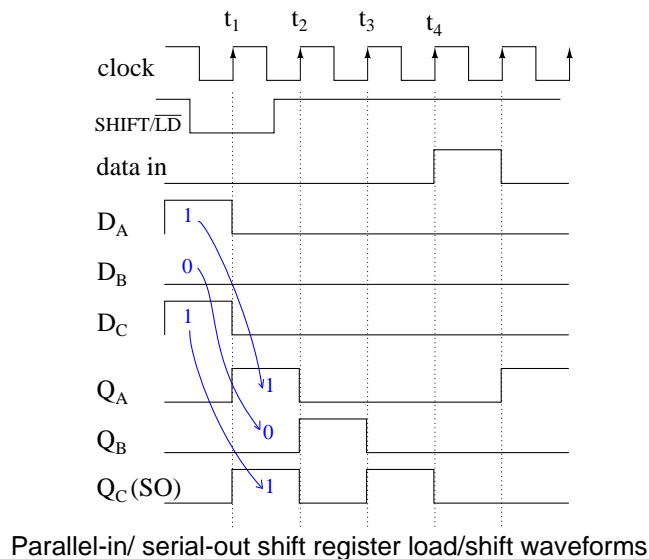 t1 t2 t3 t4
clock
SHIFT/LD
data in
DA 1
DB 0
DC 1
QA 1
QB 0
QC (SO) 1
Parallel-in/ serial-out shift register load/shift waveforms